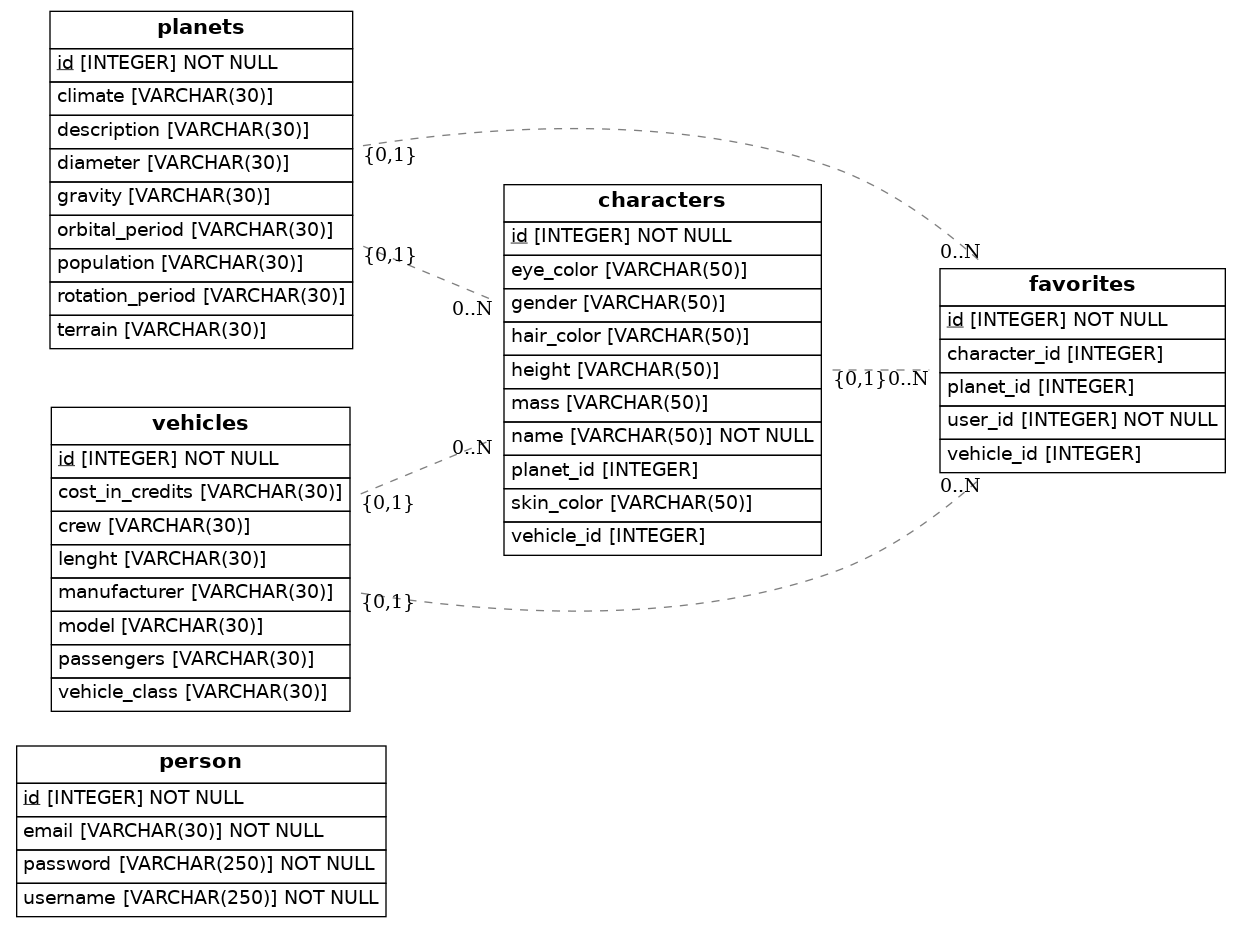 planets
id [INTEGER] NOT NULL
climate [VARCHAR(30)]
description [VARCHAR(30)]
diameter [VARCHAR(30)]
gravity [VARCHAR(30)]
orbital_period [VARCHAR(30)]
population [VARCHAR(30)]
rotation_period [VARCHAR(30)]
terrain [VARCHAR(30)]
{0,1}
0..N
{0,1}
0..N
characters
id [INTEGER] NOT NULL
eye_color [VARCHAR(50)]
gender [VARCHAR(50)]
hair_color [VARCHAR(50)]
height [VARCHAR(50)]
mass [VARCHAR(50)]
name [VARCHAR(50)] NOT NULL
planet_id [INTEGER]
skin_color [VARCHAR(50)]
vehicle_id [INTEGER]
{0,1}
0..N
favorites
id [INTEGER] NOT NULL
character_id [INTEGER]
planet_id [INTEGER]
user_id [INTEGER] NOT NULL
vehicle_id [INTEGER]
vehicles
id [INTEGER] NOT NULL
cost_in_credits [VARCHAR(30)]
crew [VARCHAR(30)]
lenght [VARCHAR(30)]
manufacturer [VARCHAR(30)]
model [VARCHAR(30)]
passengers [VARCHAR(30)]
vehicle_class [VARCHAR(30)]
0..N
{0,1}
0..N
{0,1}
person
id [INTEGER] NOT NULL
email [VARCHAR(30)] NOT NULL
password [VARCHAR(250)] NOT NULL
username [VARCHAR(250)] NOT NULL